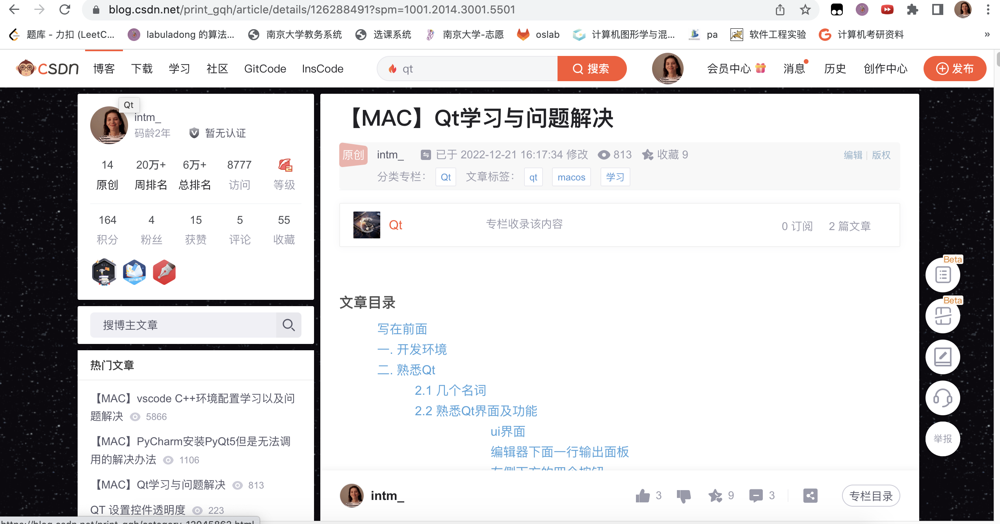 blog.csdn.net/print_gqh/article/details/126288491?spm=1001.2014.3001.5501
题库 - 力扣 (LeetC... labuladong 的算法... 南京大学教务系统 选课系统 南京大学-志愿 oslab 计算机图形学与混... pa 软件工程实验 计算机考研资料 »
CSDN 博客 下载 学习 社区 GitCode InsCode qt 搜索 会员中心 消息 历史 创作中心 发布
Qt
intm_
码龄2年 暂无认证
14 20万+ 6万+ 8777
原创 周排名 总排名 访问 等级
164 4 15 5 55
积分 粉丝 获赞 评论 收藏
创作新秀
搜博主文章
热门文章
【MAC】vscode C++环境配置学习以及问
题解决 5866
【MAC】PyCharm安装PyQt5但是无法调
用的解决办法 1106
【MAC】Qt学习与问题解决 813
QT 设置控件透明度 223
https://blog.csdn.net/print_gqh/category_12045862.html
【MAC】Qt学习与问题解决
原创 intm_ 已于 2022-12-21 16:17:34 修改 813 收藏 9 编辑 版权
分类专栏： Qt 文章标签： qt macos 学习
Qt 专栏收录该内容 0 订阅 2 篇文章
文章目录
写在前面
一. 开发环境
二. 熟悉Qt
2.1 几个名词
2.2 熟悉Qt界面及功能
ui界面
编辑器下面一行输出面板
左侧下方的四个按钮
intm_ 3 9 3 专栏目录
Beta
Beta
举报